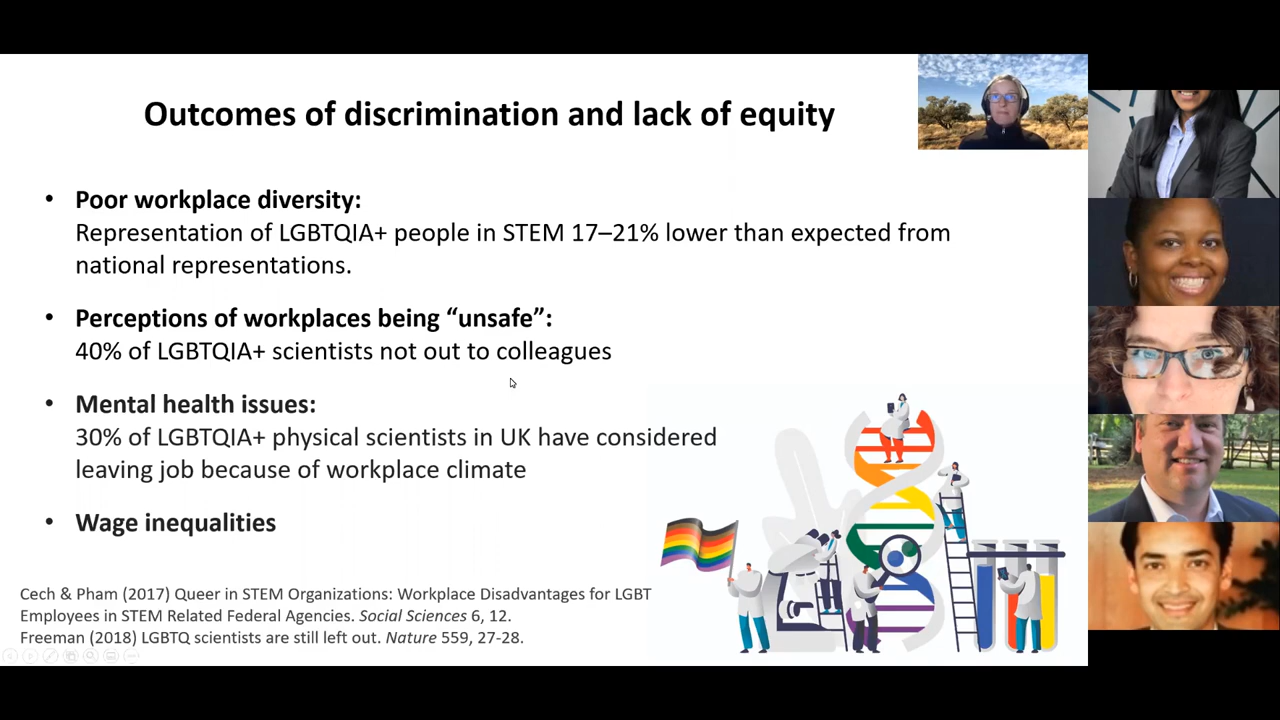 Outcomes of discrimination and lack of equity
• Poor workplace diversity:
Representation of LGBTQIA+ people in STEM 17–21% lower than expected from
national representations.
• Perceptions of workplaces being “unsafe”:
40% of LGBTQIA+ scientists not out to colleagues
• Mental health issues:
30% of LGBTQIA+ physical scientists in UK have considered
leaving job because of workplace climate
• Wage inequalities
Cech & Pham (2017) Queer in STEM Organizations: Workplace Disadvantages for LGBT
Employees in STEM Related Federal Agencies. Social Sciences 6, 12.
Freeman (2018) LGBTQ scientists are still left out. Nature 559, 27-28.